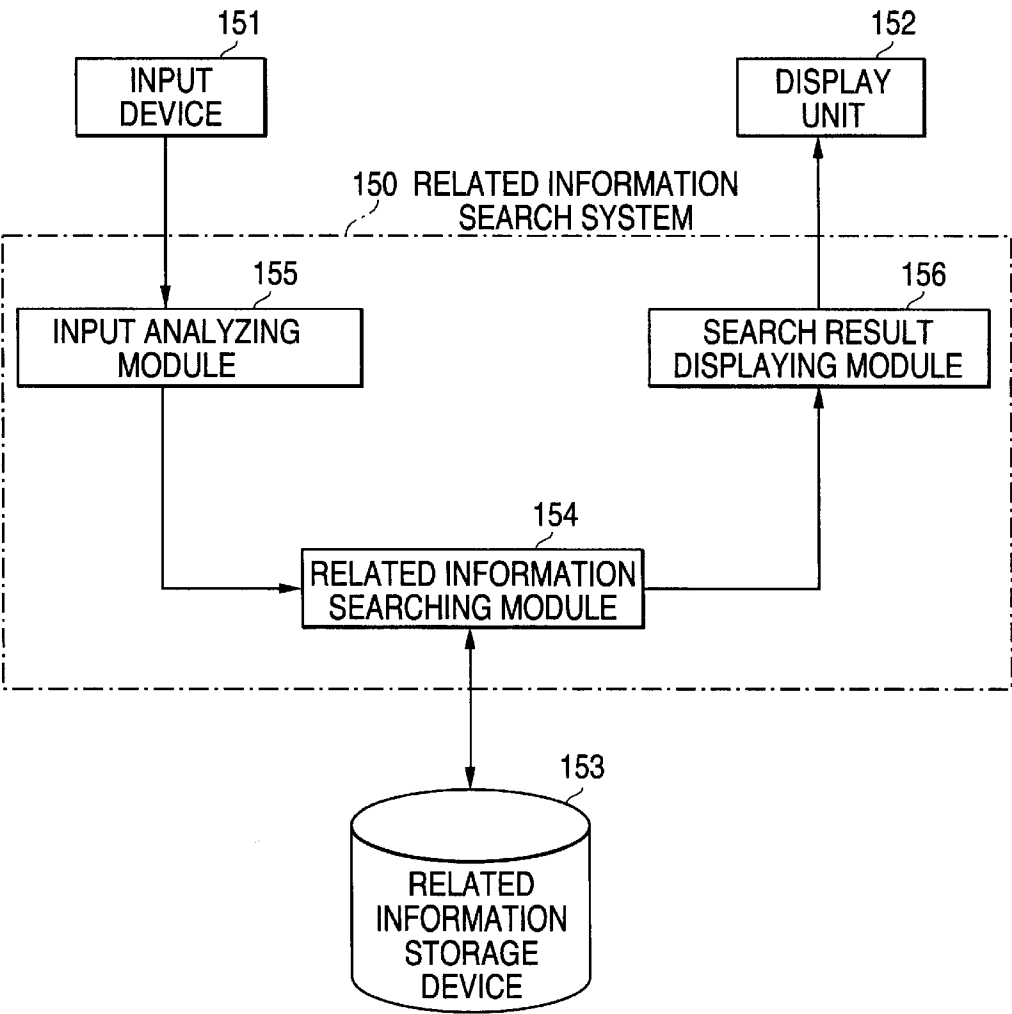 151
INPUT
DEVICE
152
DISPLAY
UNIT
150 RELATED INFORMATION
SEARCH SYSTEM
155
INPUT ANALYZING
MODULE
156
SEARCH RESULT
DISPLAYING MODULE
154
RELATED INFORMATION
SEARCHING MODULE
153
RELATED
INFORMATION
STORAGE
DEVICE